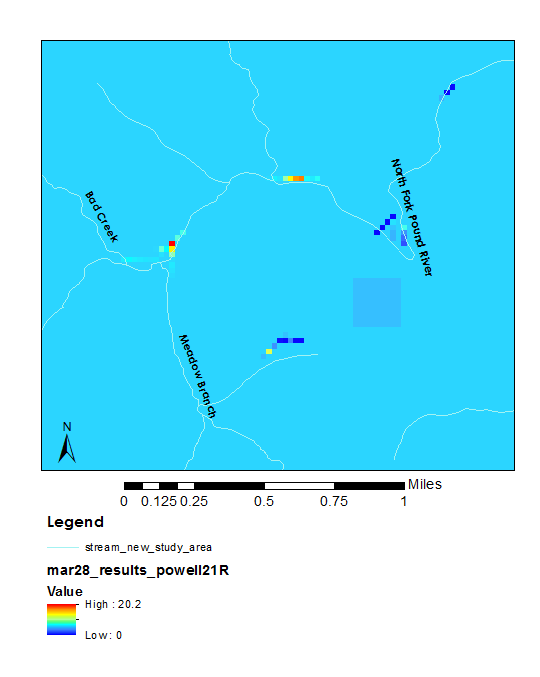 North Fork Pound River
Bad Creek
Meadow Branch
N
Miles
0 0.125 0.25 0.5 0.75 1
Legend
stream_new_study_area
mar28_results_powell21R
Value
High : 20.2
Low : 0